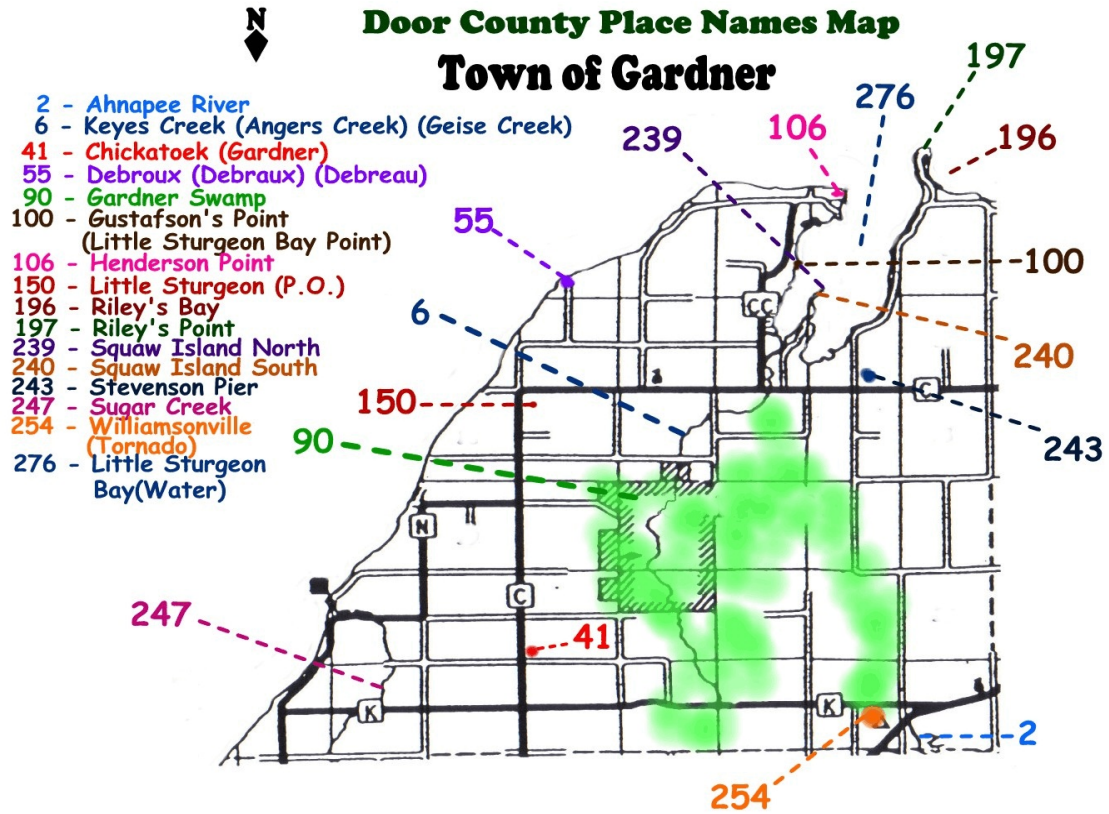 N
Door County Place Names Map
Town of Gardner
2 - Ahnapee River
6 - Keyes Creek (Angers Creek) (Geise Creek)
41 - Chickatoek (Gardner)
55 - Debroux (Debraux) (Debreau)
90 - Gardner Swamp
100 - Gustafson's Point
(Little Sturgeon Bay Point)
106 - Henderson Point
150 - Little Sturgeon (P.O.)
196 - Riley's Bay
197 - Riley's Point
239 - Squaw Island North
240 - Squaw Island South
243 - Stevenson Pier
247 - Sugar Creek
254 - Williamsonville
(Tornado)
276 - Little Sturgeon
Bay(Water)
197
276
106
239
196
55
100
6
CC
240
C
150
90
243
N
C
247
41
K
K
2
254